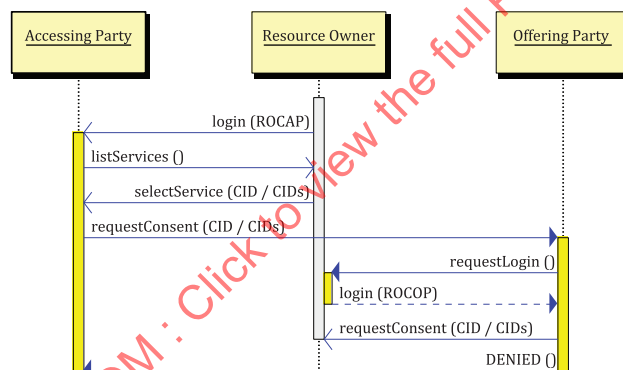 Accessing Party
Resource Owner
Offering Party
login (ROCAP)
listServices ()
selectService (CID / CIDs)
requestConsent (CID / CIDs)
requestLogin ()
login (ROCOP)
requestConsent (CID / CIDs)
DENIED ()
OM : Click to view the full